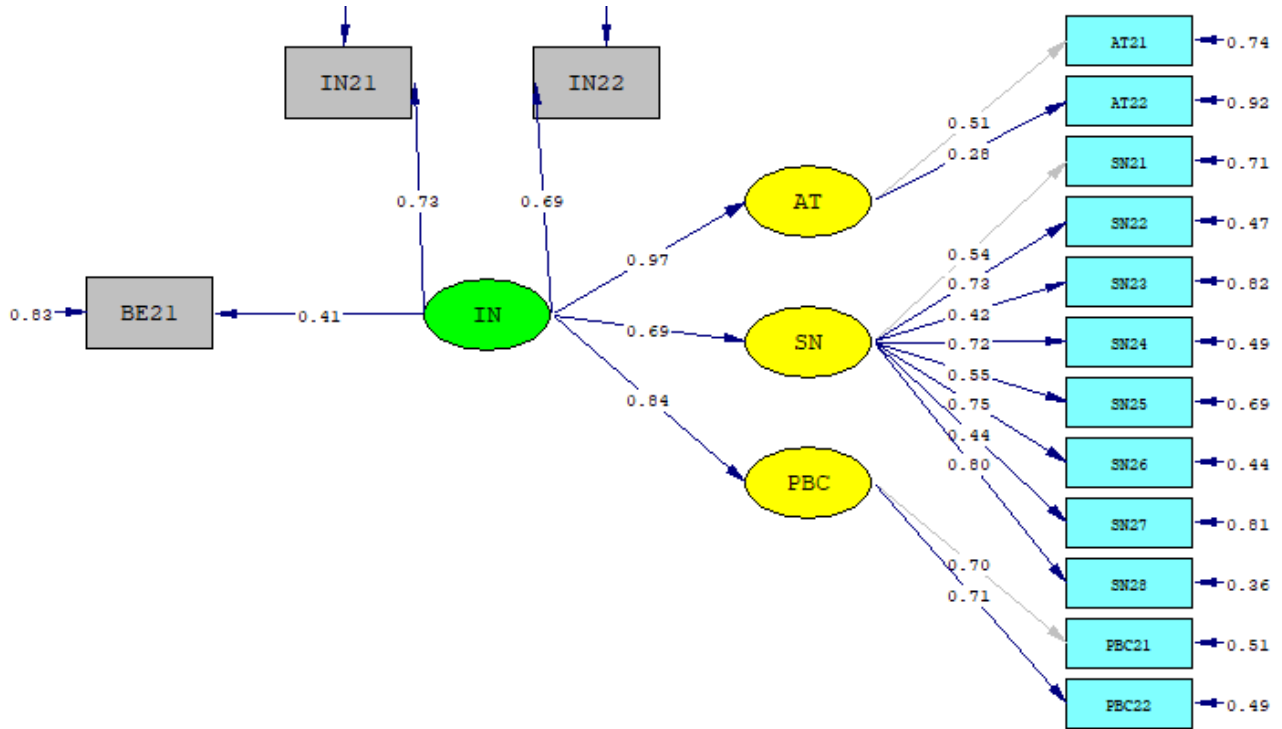 AT21
0.74
IN21
IN22
AT22
0.92
0.51
0.28
SN21
0.71
AT
0.73
0.69
SN22
0.47
0.97
0.54
0.73
SN23
0.82
0.83
BE21
0.41
IN
0.69
SN
0.42
0.72
SN24
0.49
0.55
0.84
0.75
SN25
0.69
0.44
0.80
SN26
0.44
PBC
SN27
0.81
0.70
0.71
SN28
0.36
PBC21
0.51
PBC22
0.49